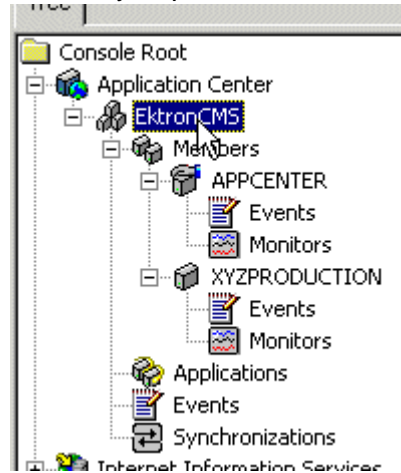 Tree
Console Root
Application Center
EktronCMS
Members
APPCENTER
Events
Monitors
XYZPRODUCTION
Events
Monitors
Applications
Events
Synchronizations
Internet Information Services